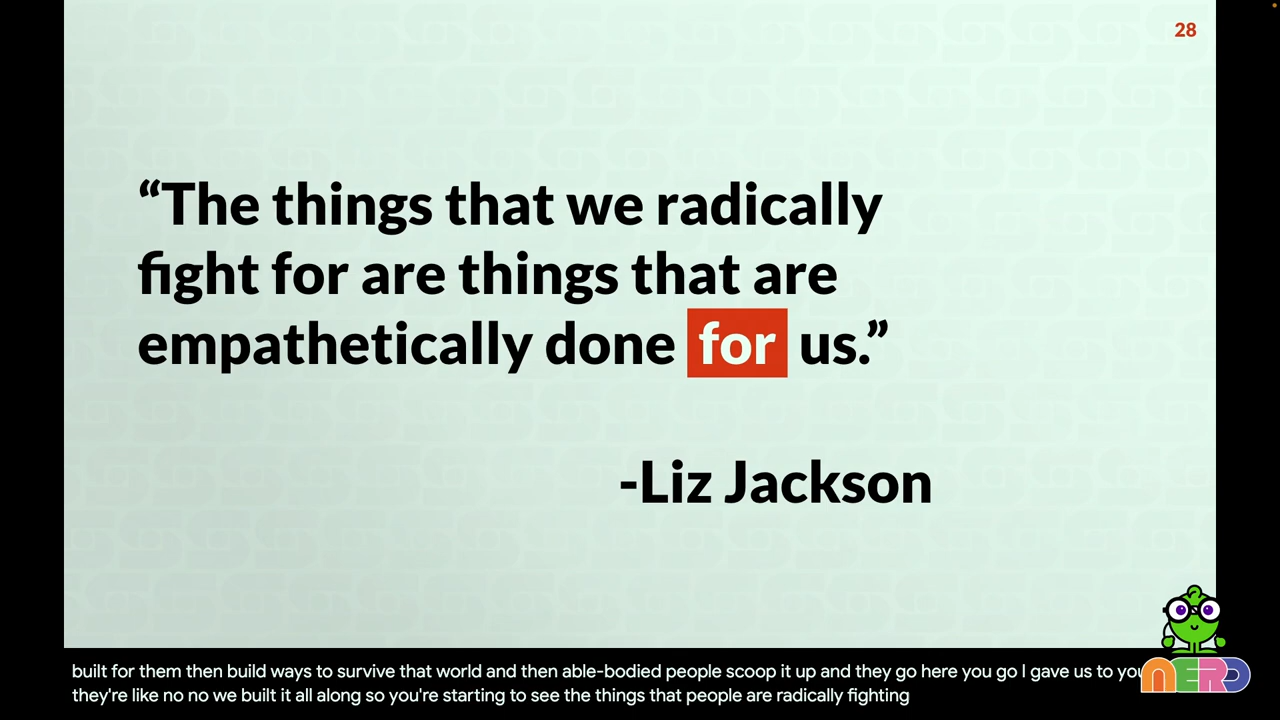 28
“The things that we radically
fight for are things that are
empathetically done for us.”
-Liz Jackson
built for them then build ways to survive that world and then able-bodied people scoop it up and they go here you go I gave us to you
they're like no no we built it all along so you're starting to see the things that people are radically fighting
NERD